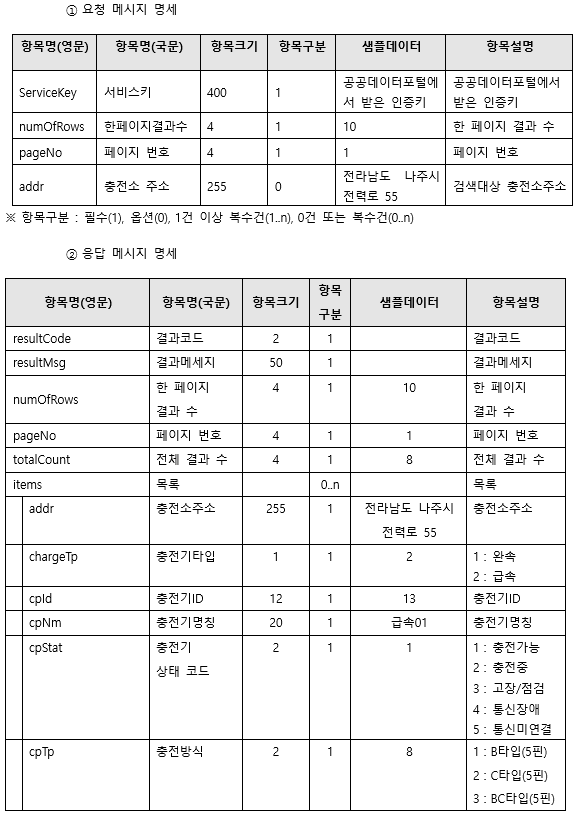 ① 요청 메시지 명세
항목명(영문) 항목명(국문) 항목크기 항목구분 샘플데이터 항목설명
ServiceKey 서비스키 400 1 공공데이터포털에서 받은 인증키 공공데이터포털에서 받은 인증키
numOfRows 한페이지결과수 4 1 10 한 페이지 결과 수
pageNo 페이지 번호 4 1 1 페이지 번호
addr 충전소 주소 255 0 전라남도 나주시 전력로 55 검색대상 충전소주소
※ 항목구분 : 필수(1), 옵션(0), 1건 이상 복수건(1..n), 0건 또는 복수건(0..n)
② 응답 메시지 명세
항목명(영문) 항목명(국문) 항목크기 항목 구분 샘플데이터 항목설명
resultCode 결과코드 2 1 결과코드
resultMsg 결과메세지 50 1 결과메세지
numOfRows 한 페이지 결과 수 4 1 10 한 페이지 결과 수
pageNo 페이지 번호 4 1 1 페이지 번호
totalCount 전체 결과 수 4 1 8 전체 결과 수
items 목록 0..n 목록
addr 충전소주소 255 1 전라남도 나주시 전력로 55 충전소주소
chargeTp 충전기타입 1 1 2 1 : 완속
2 : 급속
cpId 충전기ID 12 1 13 충전기ID
cpNm 충전기명칭 20 1 급속01 충전기명칭
cpStat 충전기 상태 코드 2 1 1 1 : 충전가능
2 : 충전중
3 : 고장/점검
4 : 통신장애
5 : 통신미연결
cpTp 충전방식 2 1 8 1 : B타입(5핀)
2 : C타입(5핀)
3 : BC타입(5핀)